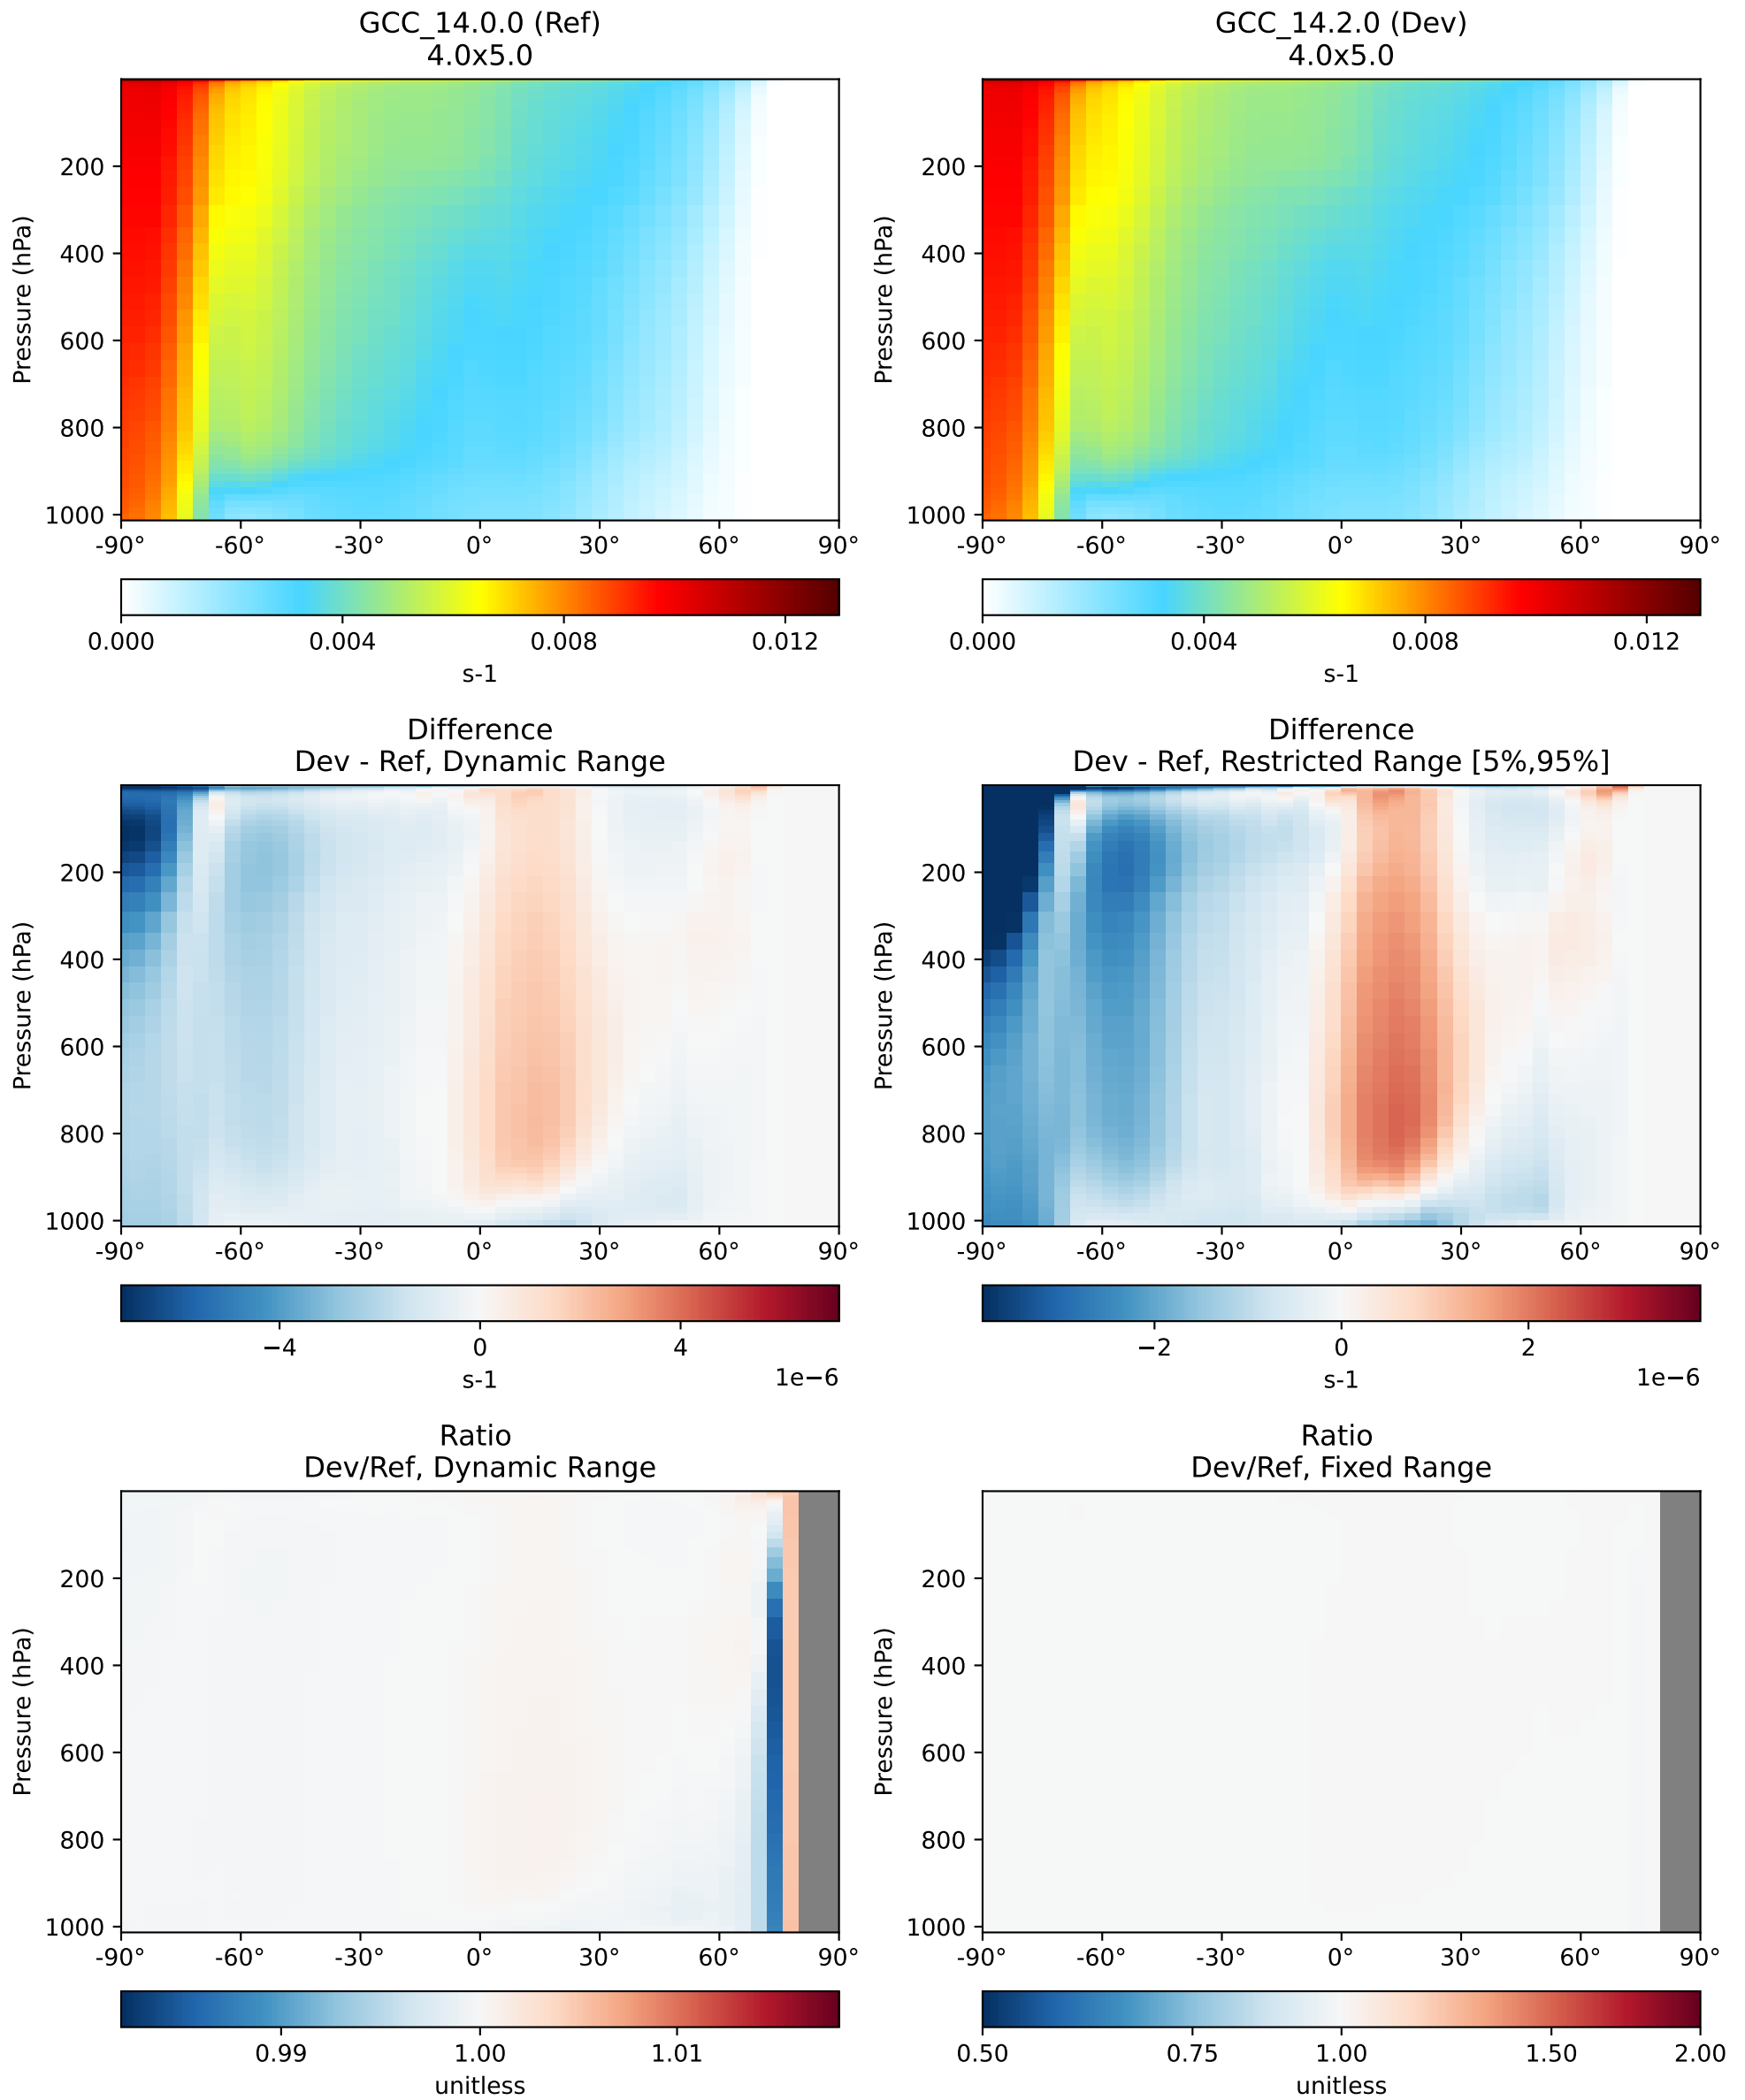 GCC_14.0.0 (Ref)
4.0x5.0
Pressure (hPa)
200
400
600
800
1000
-90° -60° -30° 0° 30° 60° 90°
0.000 0.004 0.008 0.012
s-1
GCC_14.2.0 (Dev)
4.0x5.0
Pressure (hPa)
200
400
600
800
1000
-90° -60° -30° 0° 30° 60° 90°
0.000 0.004 0.008 0.012
s-1
Difference
Dev - Ref, Dynamic Range
Pressure (hPa)
200
400
600
800
1000
-90° -60° -30° 0° 30° 60° 90°
−4 0 4
s-1
1e−6
Difference
Dev - Ref, Restricted Range [5%,95%]
Pressure (hPa)
200
400
600
800
1000
-90° -60° -30° 0° 30° 60° 90°
−2 0 2
s-1
1e−6
Ratio
Dev/Ref, Dynamic Range
Pressure (hPa)
200
400
600
800
1000
-90° -60° -30° 0° 30° 60° 90°
0.99 1.00 1.01
unitless
Ratio
Dev/Ref, Fixed Range
Pressure (hPa)
200
400
600
800
1000
-90° -60° -30° 0° 30° 60° 90°
0.50 0.75 1.00 1.50 2.00
unitless